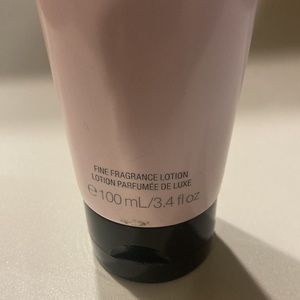 FINE FRAGRANCE LOTION
LOTION PARFUMÉE DE LUXE
℮100 mL/3.4 fl oz